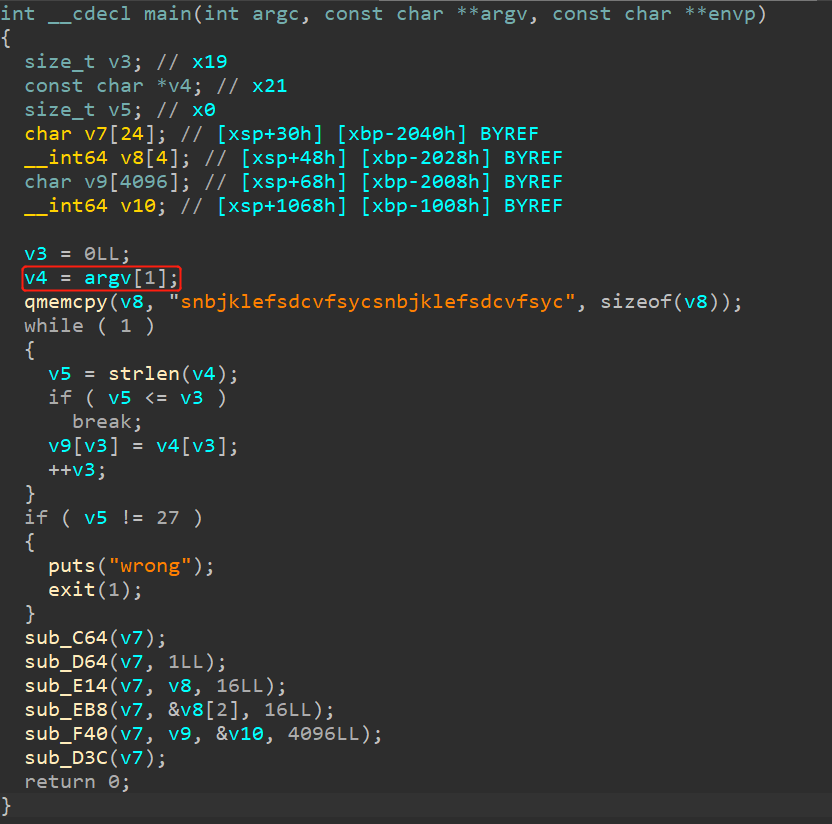 int __cdecl main(int argc, const char **argv, const char **envp)
{
  size_t v3; // x19
  const char *v4; // x21
  size_t v5; // x0
  char v7[24]; // [xsp+30h] [xbp-2040h] BYREF
  __int64 v8[4]; // [xsp+48h] [xbp-2028h] BYREF
  char v9[4096]; // [xsp+68h] [xbp-2008h] BYREF
  __int64 v10; // [xsp+1068h] [xbp-1008h] BYREF

  v3 = 0LL;
  v4 = argv[1];
  qmemcpy(v8, "snbjklefsdcvfsycsnbjklefsdcvfsyc", sizeof(v8));
  while ( 1 )
  {
    v5 = strlen(v4);
    if ( v5 <= v3 )
      break;
    v9[v3] = v4[v3];
    ++v3;
  }
  if ( v5 != 27 )
  {
    puts("wrong");
    exit(1);
  }
  sub_C64(v7);
  sub_D64(v7, 1LL);
  sub_E14(v7, v8, 16LL);
  sub_EB8(v7, &v8[2], 16LL);
  sub_F40(v7, v9, &v10, 4096LL);
  sub_D3C(v7);
  return 0;
}